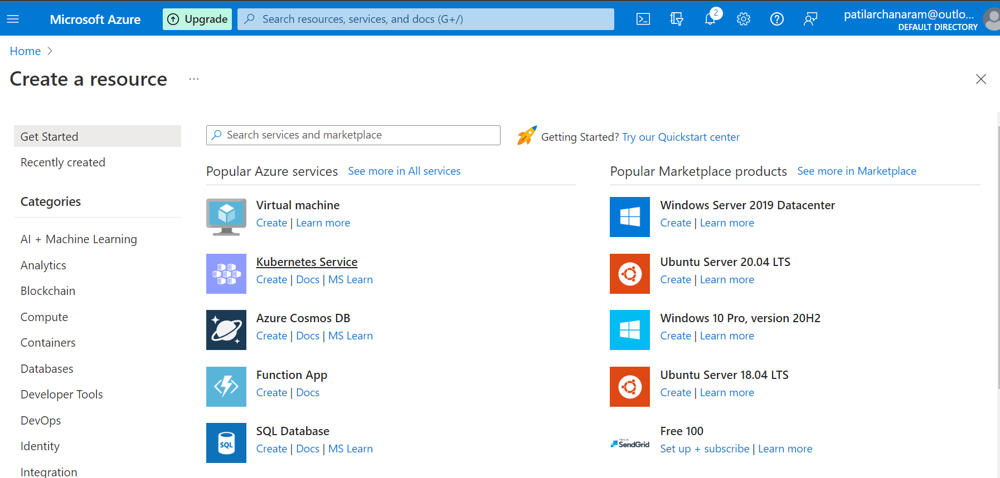 Microsoft Azure
Upgrade
Search resources, services, and docs (G+/)
2
patilarchanaram@outlo...
DEFAULT DIRECTORY
Home
Create a resource
...
Get Started
Recently created
Categories
AI + Machine Learning
Analytics
Blockchain
Compute
Containers
Databases
Developer Tools
DevOps
Identity
Integration
Search services and marketplace
Getting Started? Try our Quickstart center
Popular Azure services See more in All services
Virtual machine
Create | Learn more
Kubernetes Service
Create | Docs | MS Learn
Azure Cosmos DB
Create | Docs | MS Learn
Function App
Create | Docs
SQL
SQL Database
Create | Docs | MS Learn
Popular Marketplace products See more in Marketplace
Windows Server 2019 Datacenter
Create | Learn more
Ubuntu Server 20.04 LTS
Create | Learn more
Windows 10 Pro, version 20H2
Create | Learn more
Ubuntu Server 18.04 LTS
Create | Learn more
TWILIO
SendGrid
Free 100
Set up + subscribe | Learn more